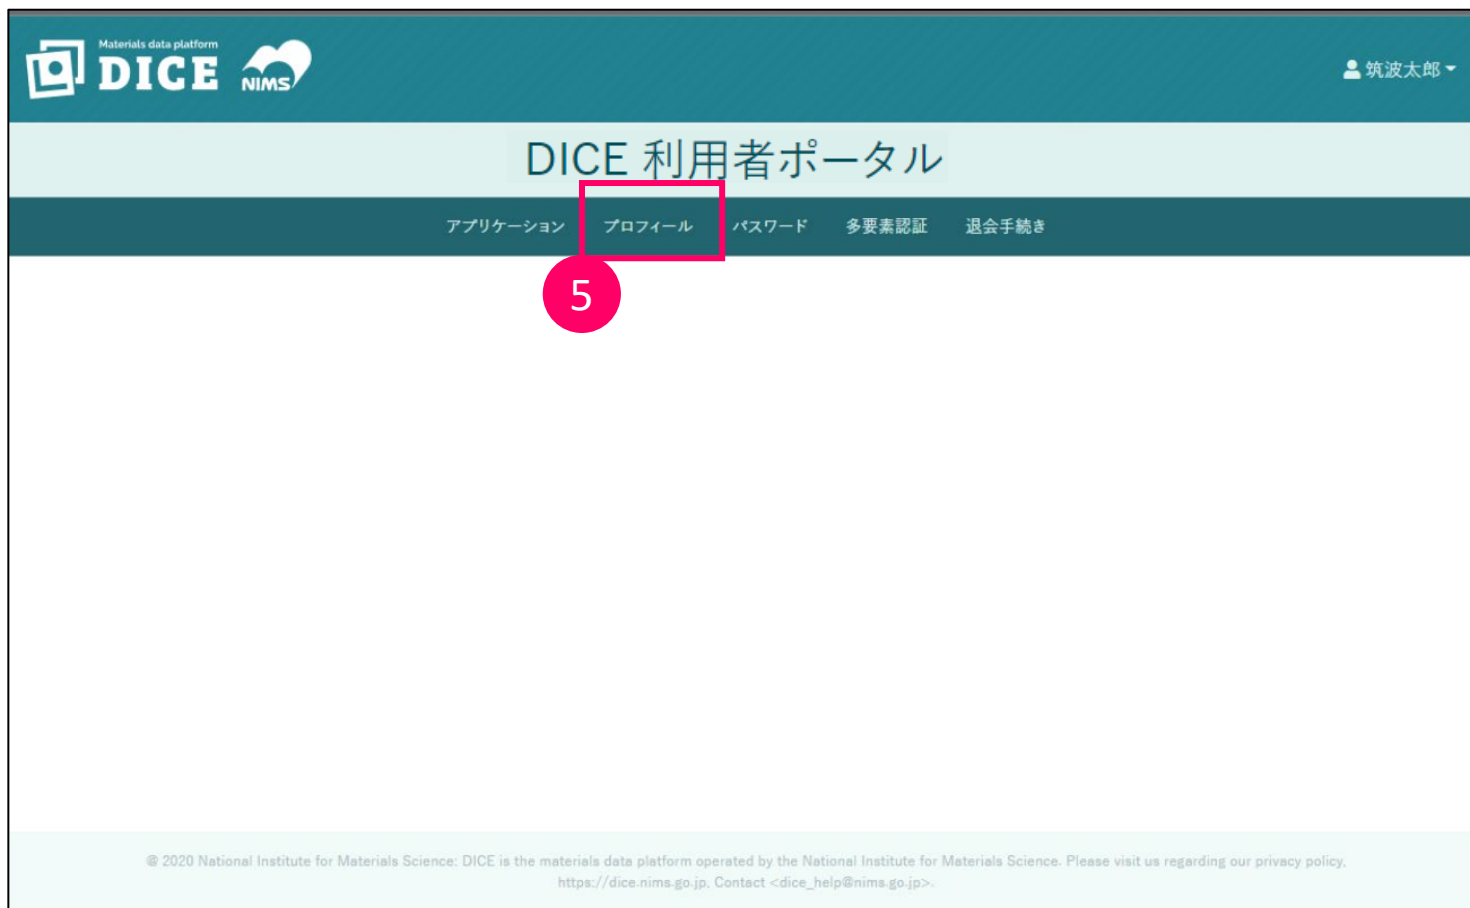 Materials data platform
DICE
NIMS
筑波太郎
DICE 利用者ポータル
アプリケーション プロフィール パスワード 多要素認証 退会手続き
5
@ 2020 National Institute for Materials Science: DICE is the materials data platform operated by the National Institute for Materials Science. Please visit us regarding our privacy policy,
https://dice.nims.go.jp, Contact <dice_help@nims.go.jp>.